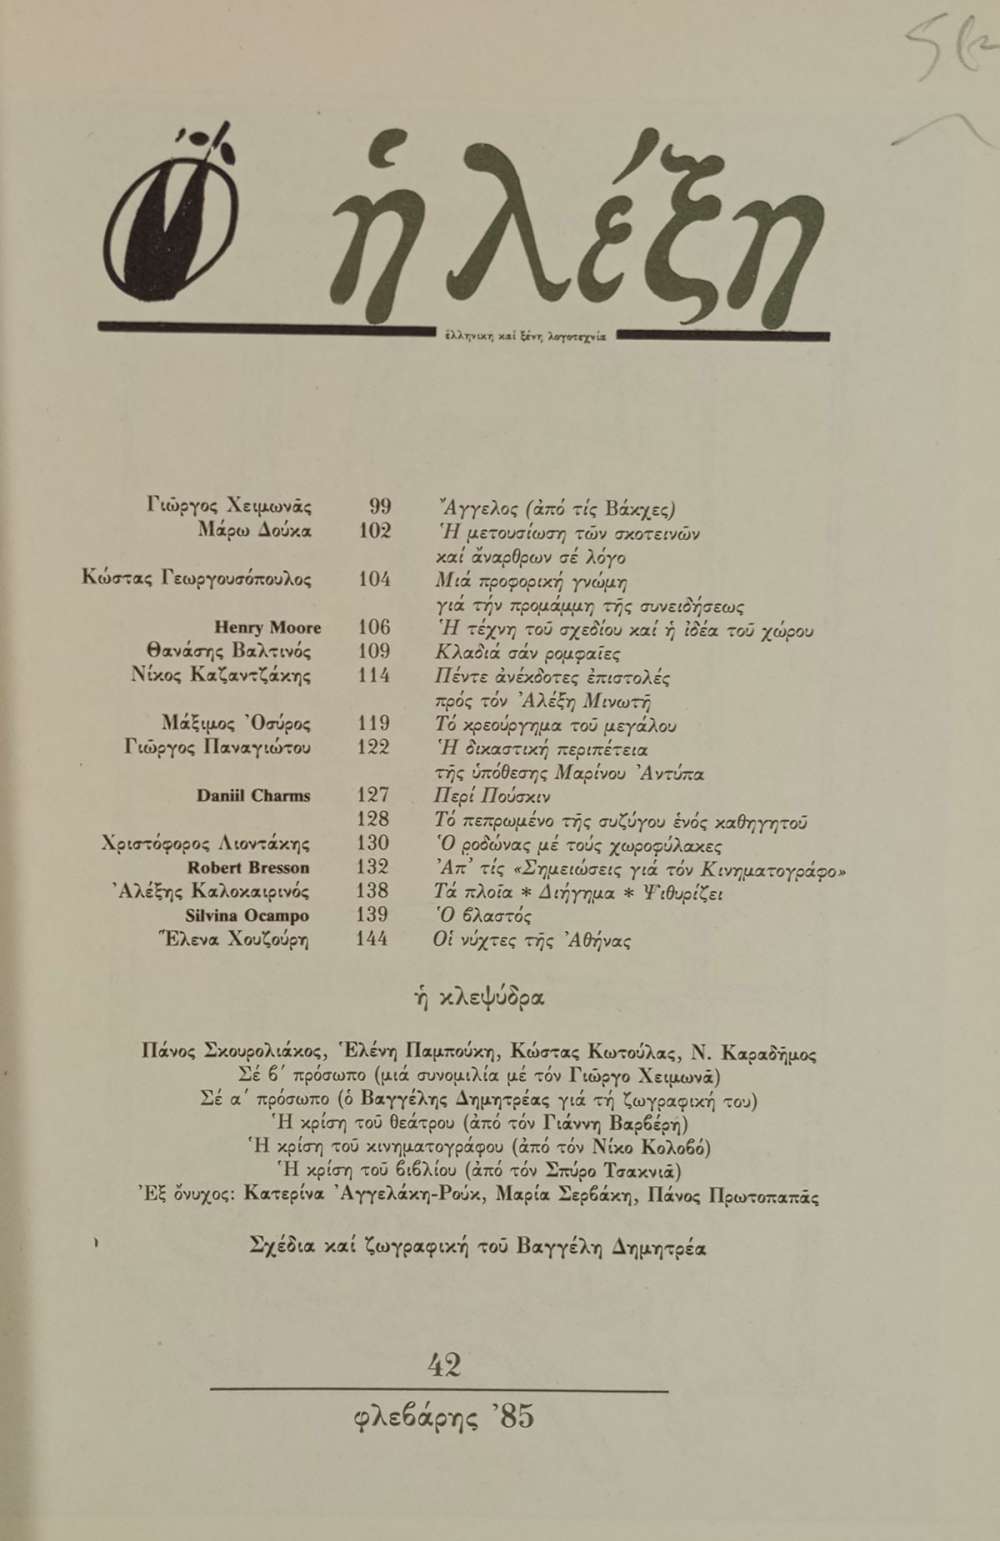 ἡ λέξη
ἑλληνική καί ξένη λογοτεχνία
Γιῶργος Χειμωνᾶς 99 Ἄγγελος (ἀπό τίς Βάκχες)
Μάρω Δούκα 102 Ἡ μετουσίωση τῶν σκοτεινῶν
καί ἄναρθρων σέ λόγο
Κώστας Γεωργουσόπουλος 104 Μιά προφορική γνώμη
γιά τήν προμάμμη τῆς συνειδήσεως
Henry Moore 106 Ἡ τέχνη τοῦ σχεδίου καί ἡ ἰδέα τοῦ χώρου
Θανάσης Βαλτινός 109 Κλαδιά σάν ρομφαῖες
Νίκος Καζαντζάκης 114 Πέντε ἀνέκδοτες ἐπιστολές
πρός τόν Ἀλέξη Μινωτῆ
Μάξιμος Ὀσύρος 119 Τό κρεούργημα τοῦ μεγάλου
Γιῶργος Παναγιώτου 122 Ἡ δικαστική περιπέτεια
τῆς ὑπόθεσης Μαρίνου Ἀντύπα
Daniil Charms 127 Περί Πούσκιν
128 Τό πεπρωμένο τῆς συζύγου ἑνός καθηγητοῦ
Χριστόφορος Λιοντάκης 130 Ὁ ροδώνας μέ τούς χωροφύλακες
Robert Bresson 132 Ἀπ' τίς «Σημειώσεις γιά τόν Κινηματογράφο»
Ἀλέξης Καλοκαιρινός 138 Τά πλοῖα * Διήγημα * Ψιθυρίζει
Silvina Ocampo 139 Ὁ βλαστός
Ἕλενα Χουζούρη 144 Οἱ νύχτες τῆς Ἀθήνας
ἡ κλεψύδρα
Πάνος Σκουρολιάκος, Ἑλένη Παμπούκη, Κώστας Κωτούλας, Ν. Καραδῆμος
Σέ β΄ πρόσωπο (μιά συνομιλία μέ τόν Γιῶργο Χειμωνᾶ)
Σέ α΄ πρόσωπο (ὁ Βαγγέλης Δημητρέας γιά τή ζωγραφική του)
Ἡ κρίση τοῦ θεάτρου (ἀπό τόν Γιάννη Βαρβέρη)
Ἡ κρίση τοῦ κινηματογράφου (ἀπό τόν Νίκο Κολοβό)
Ἡ κρίση τοῦ βιβλίου (ἀπό τόν Σπύρο Τσακνιᾶ)
Ἐξ ὄνυχος: Κατερίνα Ἀγγελάκη-Ρούκ, Μαρία Σερβάκη, Πάνος Πρωτοπαπᾶς
Σχέδια καί ζωγραφική τοῦ Βαγγέλη Δημητρέα
42
φλεβάρης '85